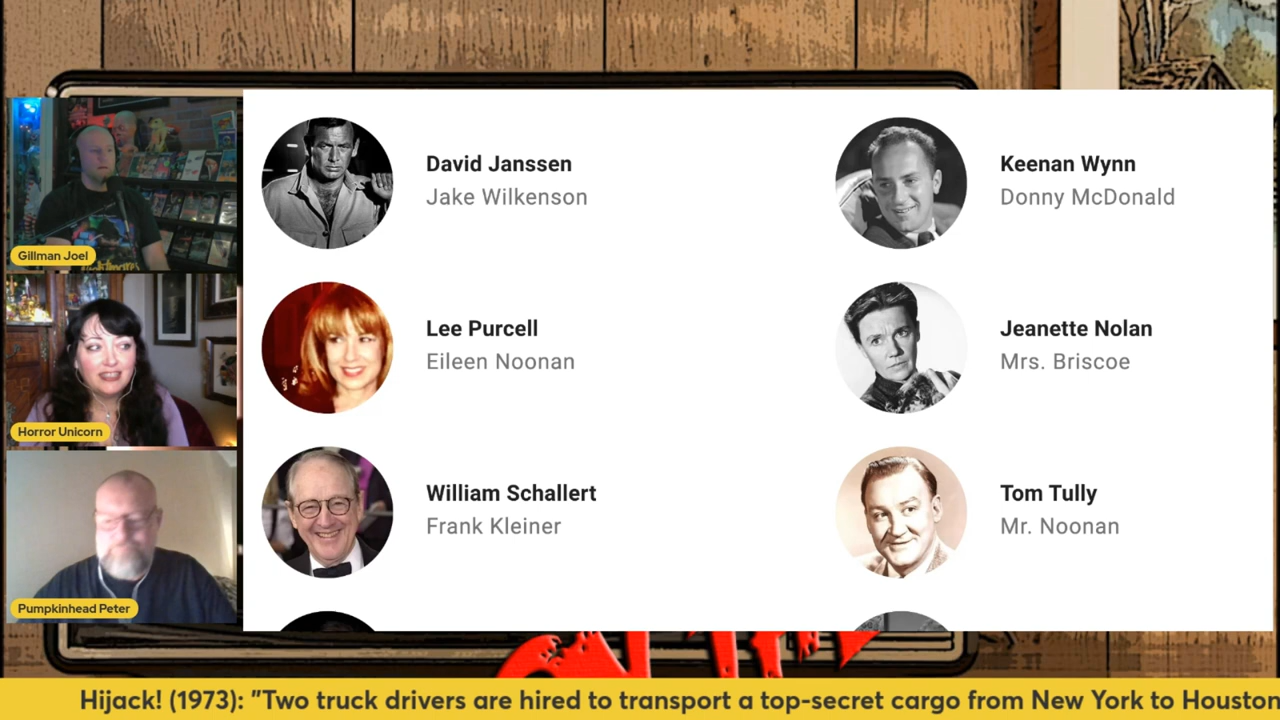 Gillman Joel
Horror Unicorn
Pumpkinhead Peter
David Janssen
Jake Wilkenson
Keenan Wynn
Donny McDonald
Lee Purcell
Eileen Noonan
Jeanette Nolan
Mrs. Briscoe
William Schallert
Frank Kleiner
Tom Tully
Mr. Noonan
Hijack! (1973): "Two truck drivers are hired to transport a top-secret cargo from New York to Houston